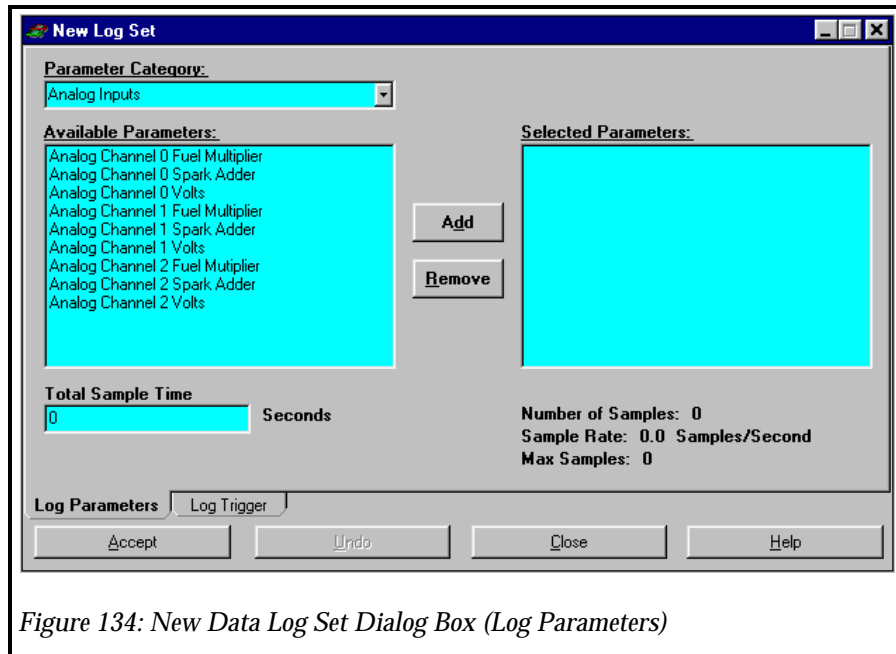 New Log Set
Parameter Category:
Analog Inputs
Available Parameters:
Analog Channel 0 Fuel Multiplier
Analog Channel 0 Spark Adder
Analog Channel 0 Volts
Analog Channel 1 Fuel Multiplier
Analog Channel 1 Spark Adder
Analog Channel 1 Volts
Analog Channel 2 Fuel Mutiplier
Analog Channel 2 Spark Adder
Analog Channel 2 Volts
Add
Remove
Selected Parameters:
Total Sample Time
0 Seconds
Number of Samples: 0
Sample Rate: 0.0 Samples/Second
Max Samples: 0
Log Parameters Log Trigger
Accept Undo Close Help
Figure 134: New Data Log Set Dialog Box (Log Parameters)